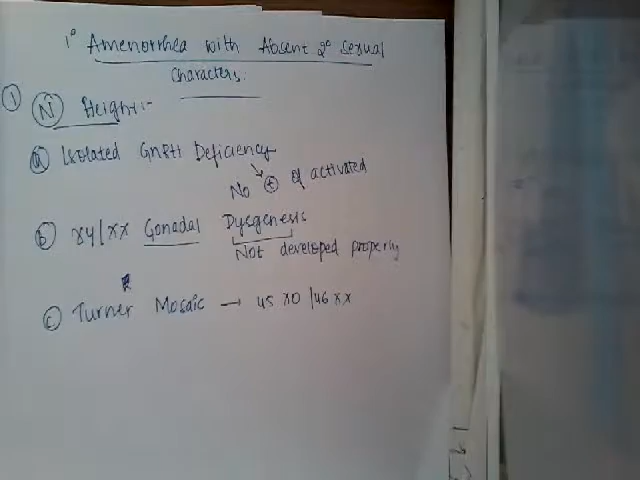 1° Amenorrhea with Absent 2° Sexual
Characters.
① Ⓝ Height:-
ⓐ Isolated GnRH Deficiency
No ⊕ of activated
ⓑ XY/XX Gonadal Dysgenesis
Not developed properly
ⓒ Turner Mosaic → 45 XO/46 XX